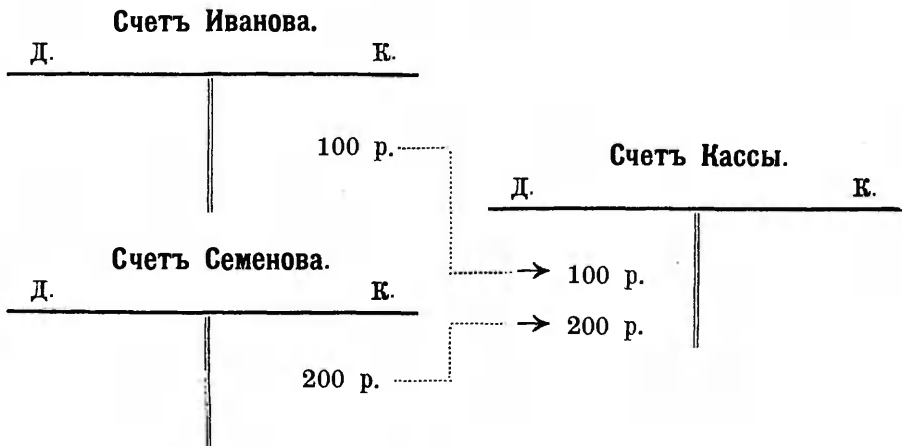 Счетъ Иванова.
Д. К.
100 р.
Счетъ Кассы.
Д. К.
Счетъ Семенова.
Д. К.
100 р.
200 р.
200 р.